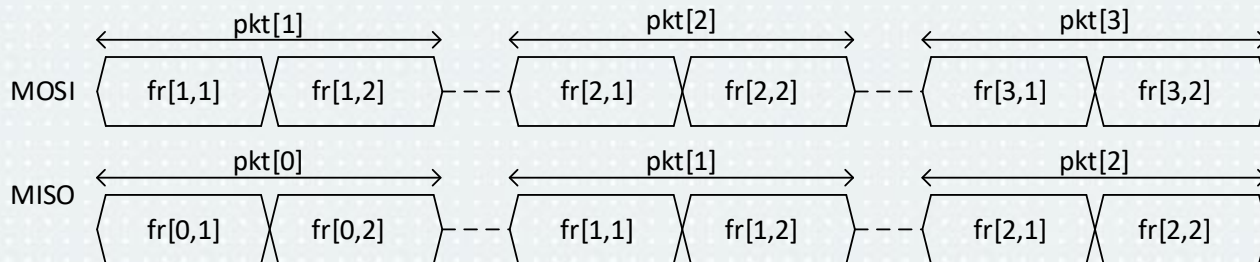 pkt[1] pkt[2] pkt[3]
MOSI fr[1,1] fr[1,2] fr[2,1] fr[2,2] fr[3,1] fr[3,2]
pkt[0] pkt[1] pkt[2]
MISO
fr[0,1] fr[0,2] fr[1,1] fr[1,2] fr[2,1] fr[2,2]